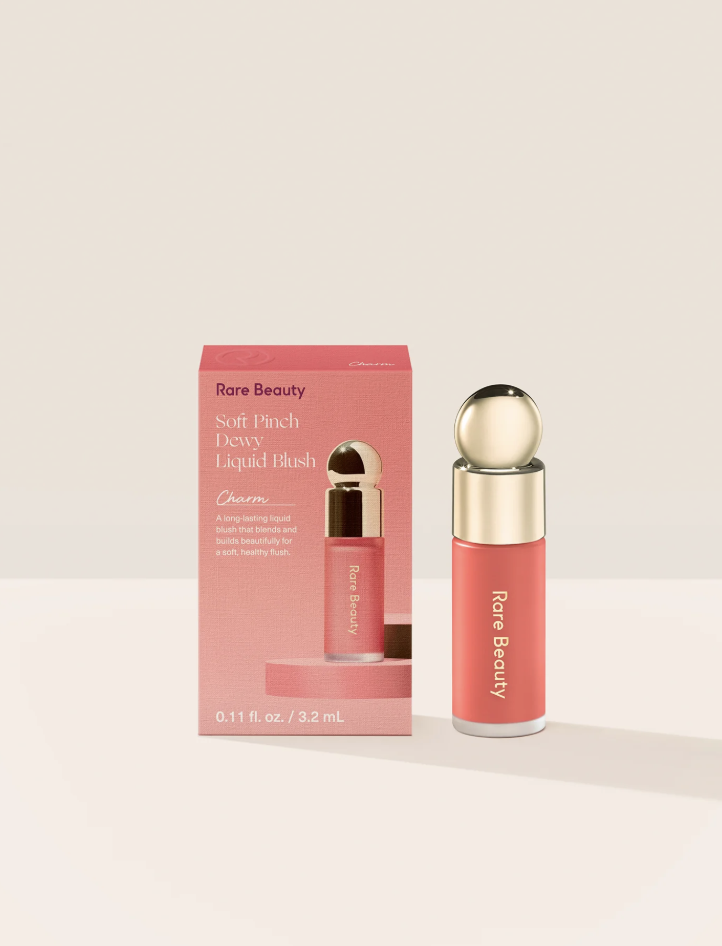 Charm
Rare Beauty
Soft Pinch
Dewy
Liquid Blush
Charm
A long-lasting liquid
blush that blends and
builds beautifully for
a soft, healthy flush.
Rare Beauty
0.11 fl. oz. / 3.2 mL
Rare Beauty